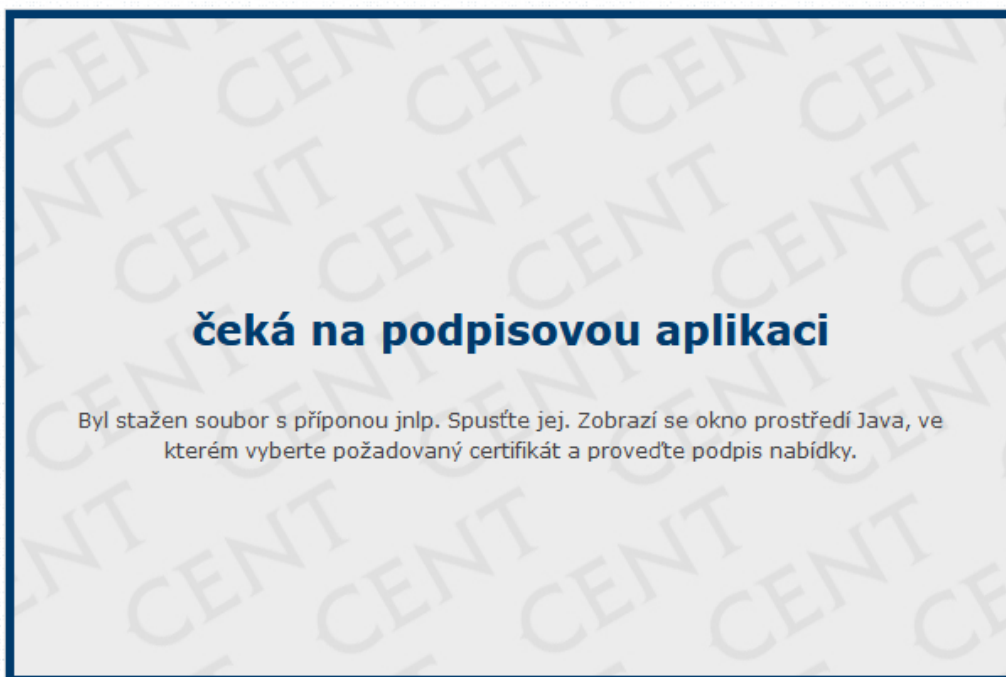 čeká na podpisovou aplikaci
Byl stažen soubor s příponou jnlp. Spusťte jej. Zobrazí se okno prostředí Java, ve
kterém vyberte požadovaný certifikát a proveďte podpis nabídky.
CENT